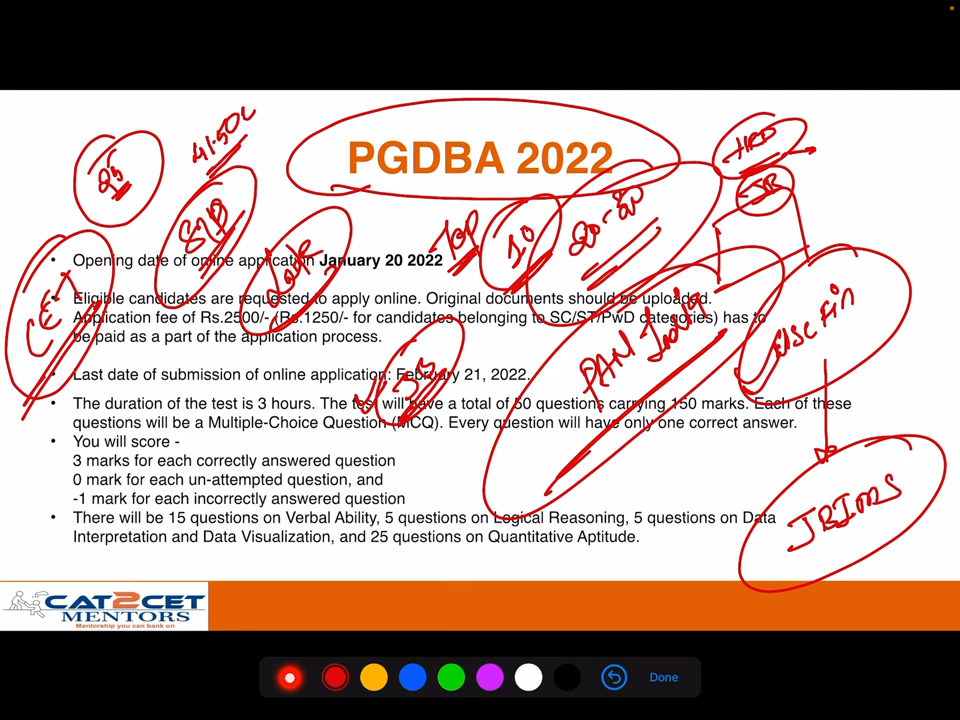 PGDBA 2022
HRD
41.50L
Top
10
CET
PAN India
Else Fin
JBIMS
• Opening date of online application January 20 2022
• Eligible candidates are requested to apply online. Original documents should be uploaded.
Application fee of Rs.2500/- (Rs.1250/- for candidates belonging to SC/ST/PwD categories) has to
be paid as a part of the application process.
• Last date of submission of online application: February 21, 2022.
• The duration of the test is 3 hours. The test will have a total of 50 questions carrying 150 marks. Each of these
questions will be a Multiple-Choice Question (MCQ). Every question will have only one correct answer.
• You will score -
3 marks for each correctly answered question
0 mark for each un-attempted question, and
-1 mark for each incorrectly answered question
• There will be 15 questions on Verbal Ability, 5 questions on Logical Reasoning, 5 questions on Data
Interpretation and Data Visualization, and 25 questions on Quantitative Aptitude.
CAT2CET
MENTORS
Mentorship you can bank on
Done